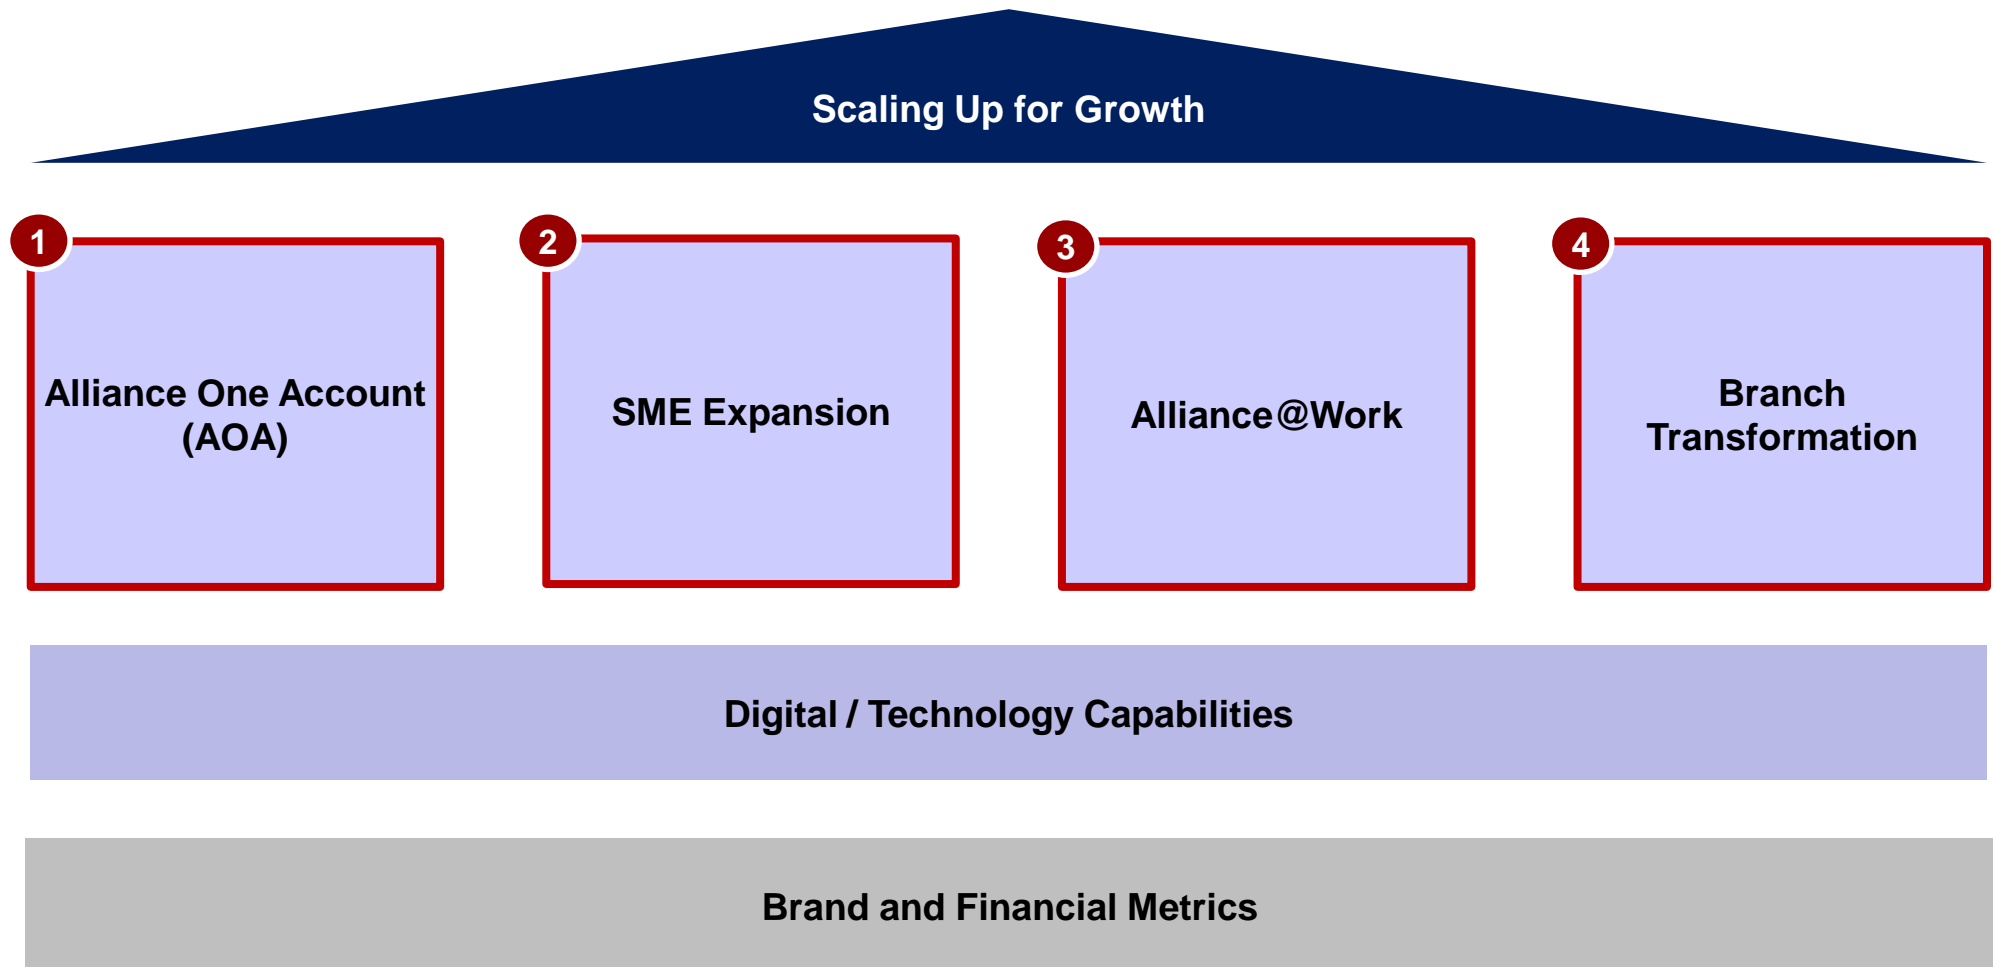 Scaling Up for Growth
1
Alliance One Account
(AOA)
2
SME Expansion
3
Alliance@Work
4
Branch
Transformation
Digital / Technology Capabilities
Brand and Financial Metrics